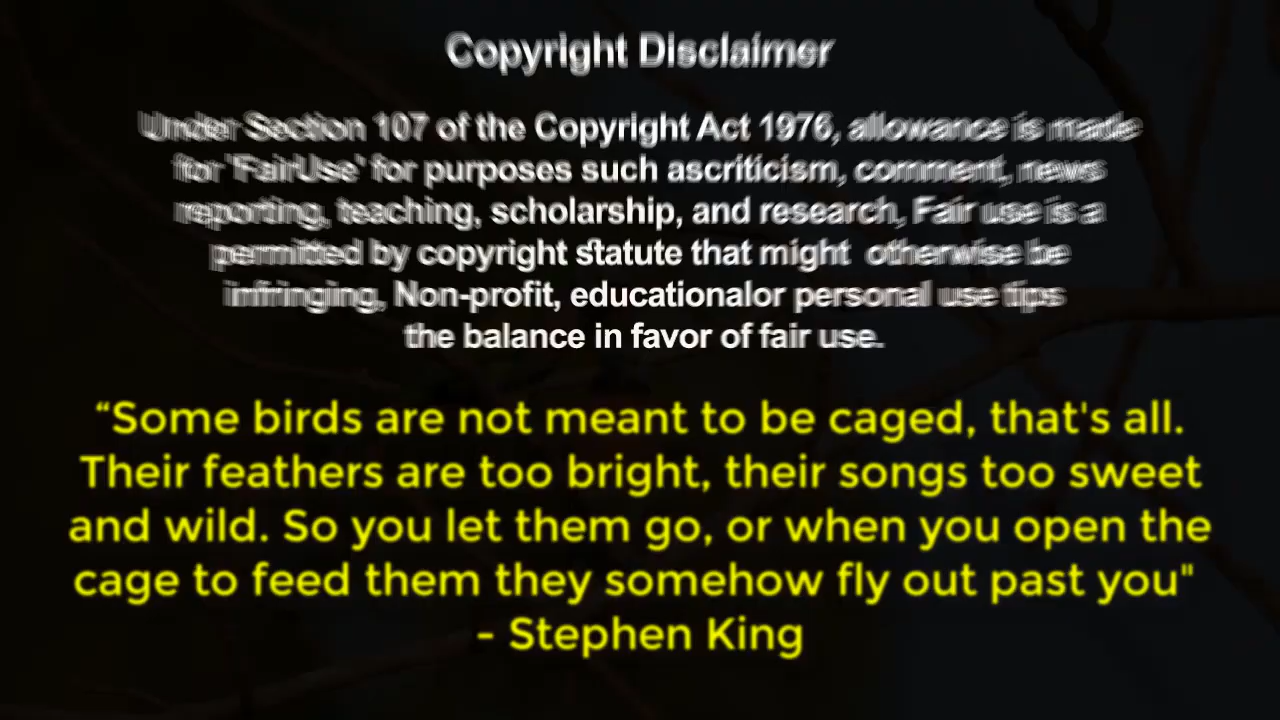 Copyright Disclaimer
Under Section 107 of the Copyright Act 1976, allowance is made
for 'FairUse' for purposes such ascriticism, comment, news
reporting, teaching, scholarship, and research, Fair use is a
permitted by copyright statute that might  otherwise be
infringing, Non-profit, educationalor personal use tips
the balance in favor of fair use.
“Some birds are not meant to be caged, that's all.
Their feathers are too bright, their songs too sweet
and wild. So you let them go, or when you open the
cage to feed them they somehow fly out past you"
- Stephen King